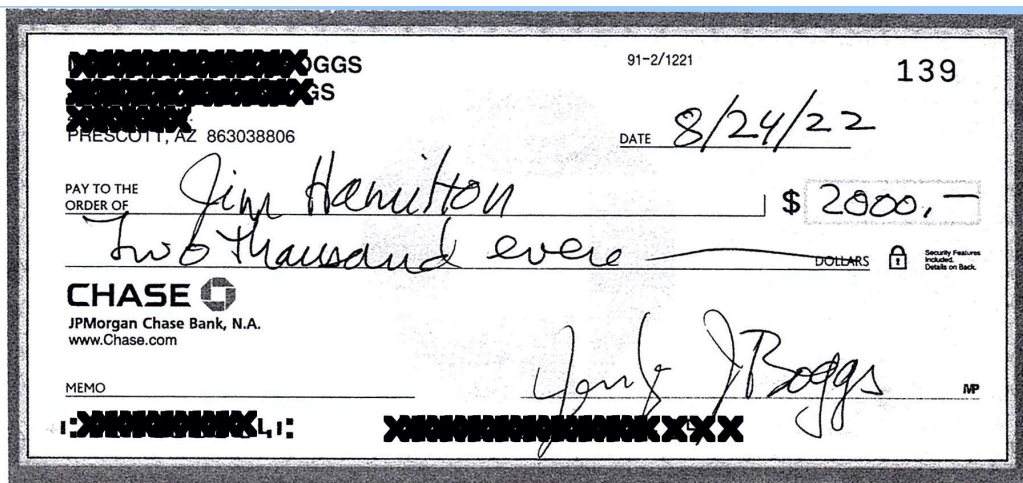 OGGS
GS
PRESCOTT, AZ 863038806
91-2/1221
139
DATE 8/24/22
PAY TO THE ORDER OF Jim Hamilton $ 2000,—
Two thousand even DOLLARS
Security Features Included. Details on Back.
CHASE
JPMorgan Chase Bank, N.A.
www.Chase.com
MEMO
J Boggs
MP